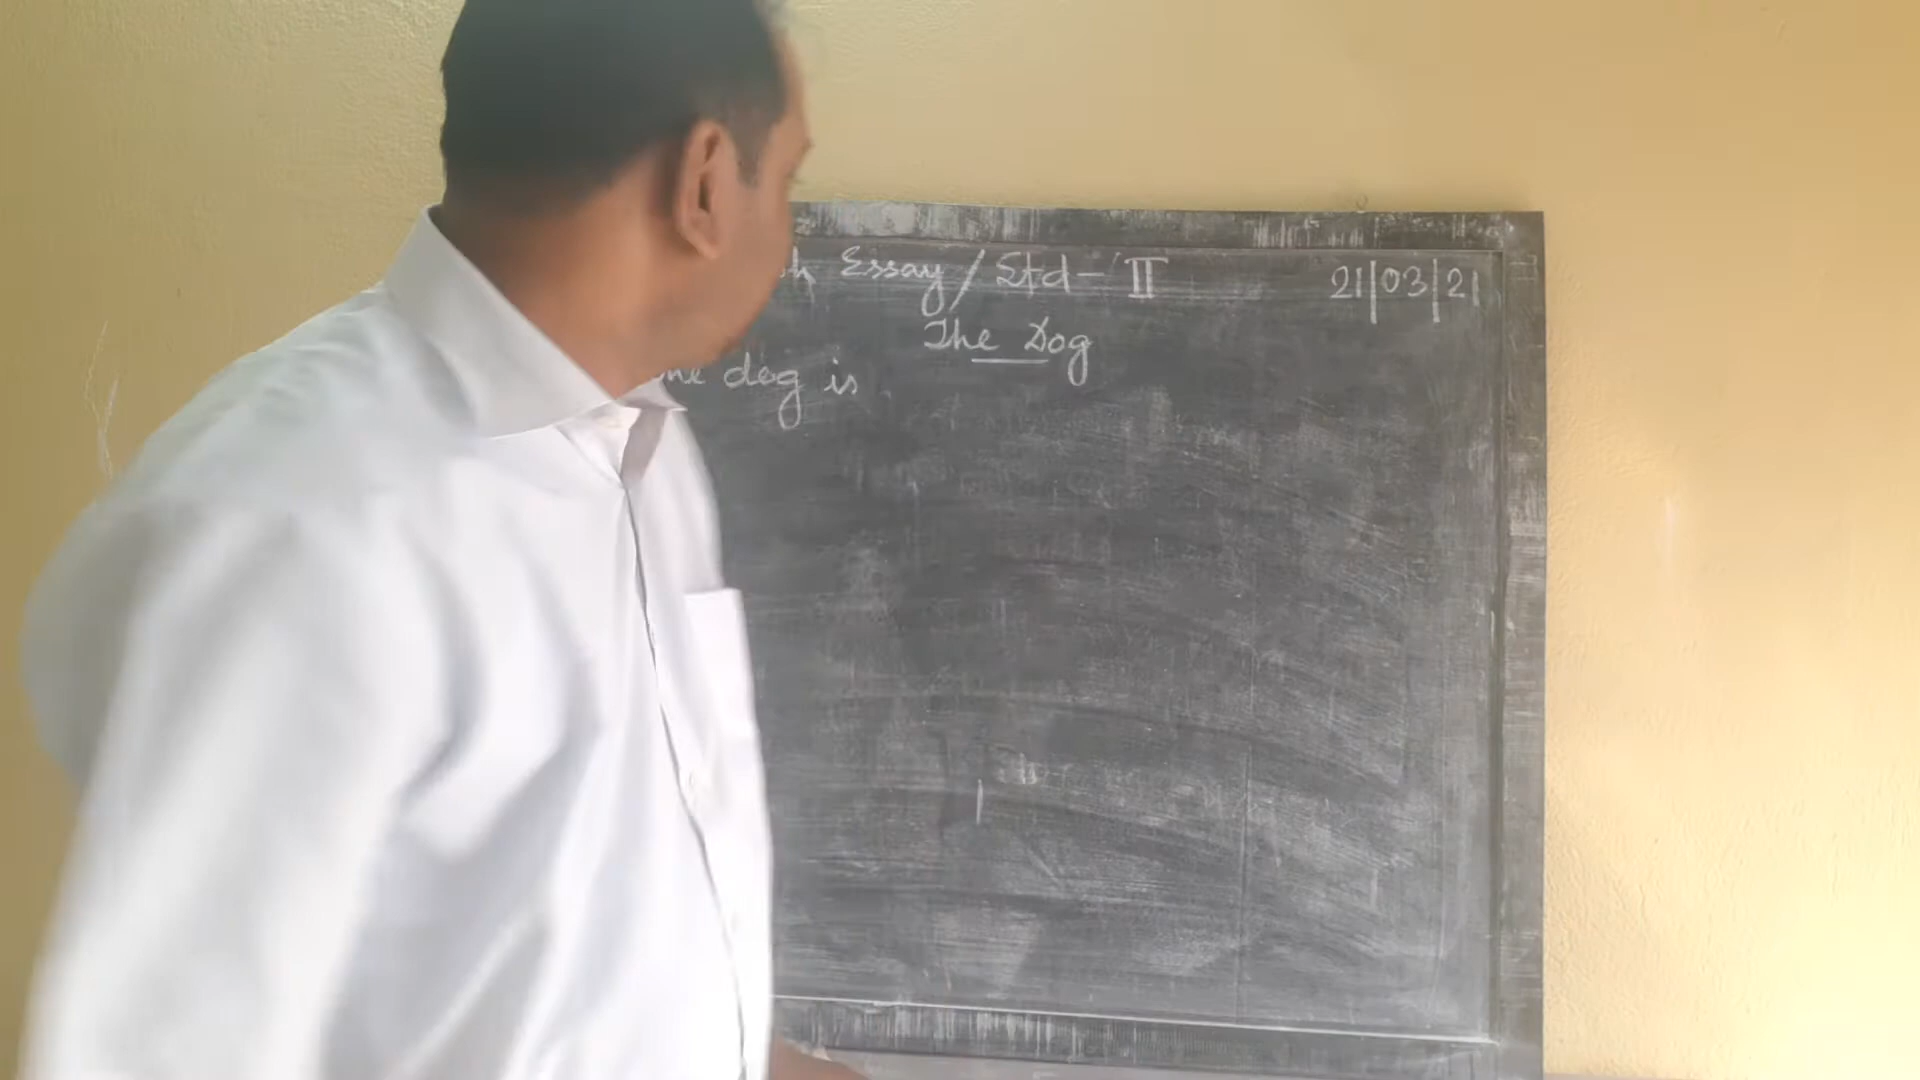 Essay / Std - II 21/03/21
The Dog
dog is